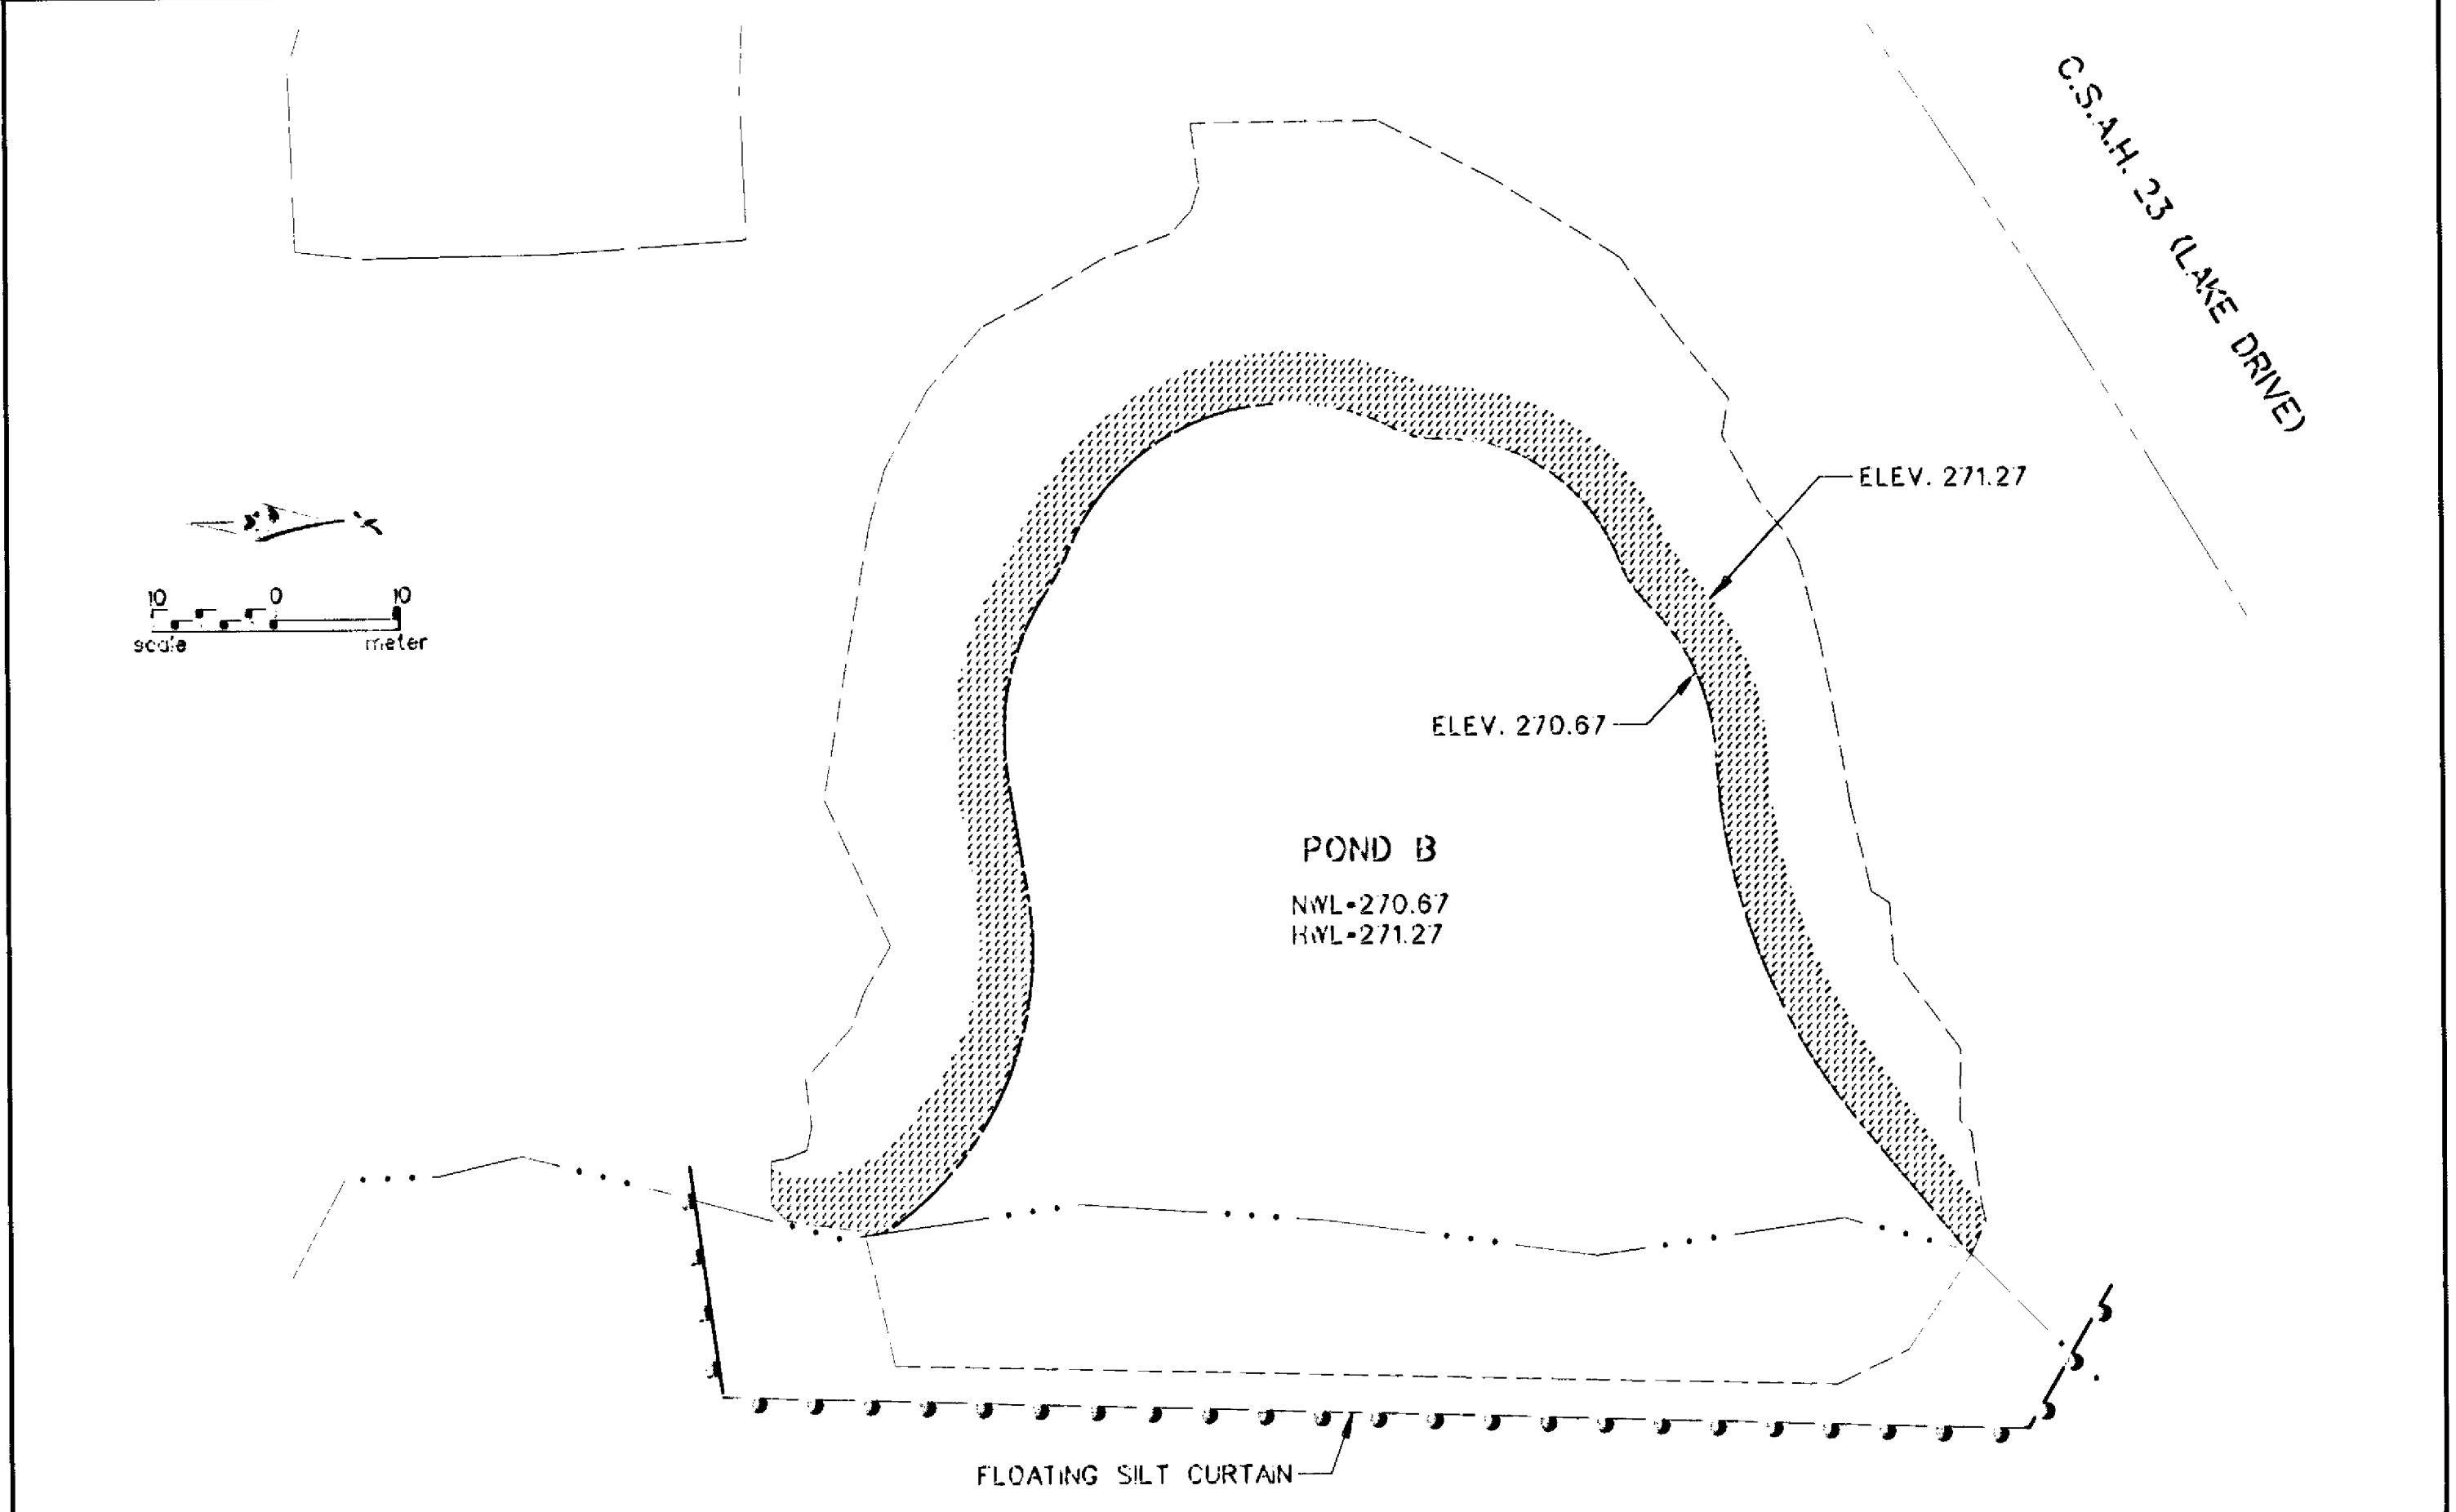 C.S.A.H. 23 (LAKE DRIVE)
ELEV. 271.27
10 0 10
scale meter
ELEV. 270.67
POND B
NWL=270.67
HWL=271.27
FLOATING SILT CURTAIN